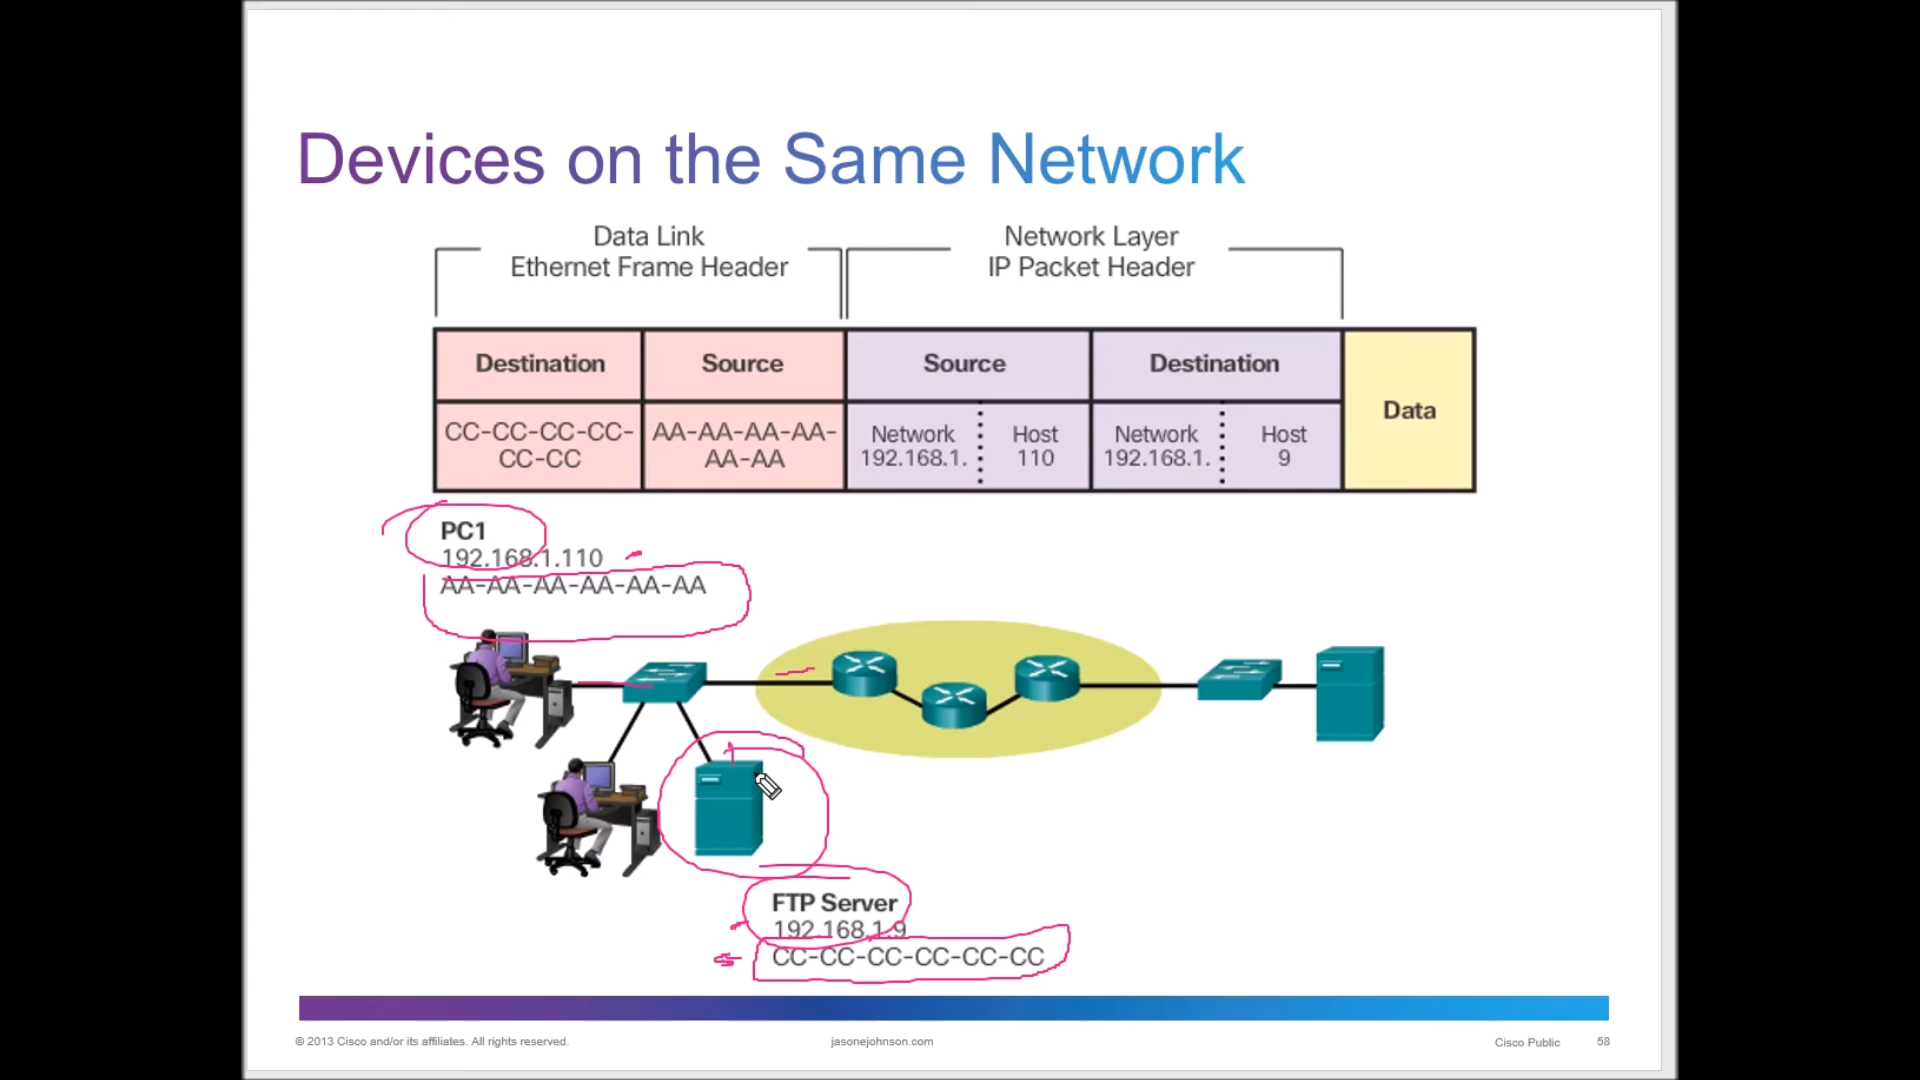 Devices on the Same Network
Data Link
Ethernet Frame Header
Network Layer
IP Packet Header
Destination
Source
Source
Destination
Data
CC-CC-CC-CC-
CC-CC
AA-AA-AA-AA-
AA-AA
Network
192.168.1.
Host
110
Network
192.168.1.
Host
9
PC1
192.168.1.110
AA-AA-AA-AA-AA-AA
FTP Server
192.168.1.9
CC-CC-CC-CC-CC-CC
© 2013 Cisco and/or its affiliates. All rights reserved.
jasonejohnson.com
Cisco Public
58